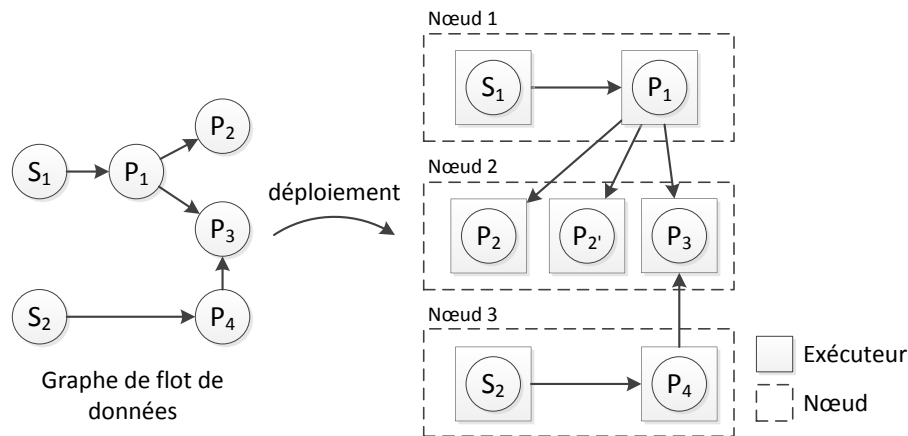 S1
P1
P2
P3
S2
P4
Graphe de flot de
données
déploiement
Nœud 1
S1
P1
Nœud 2
P2
P2'
P3
Nœud 3
S2
P4
Exécuteur
Nœud